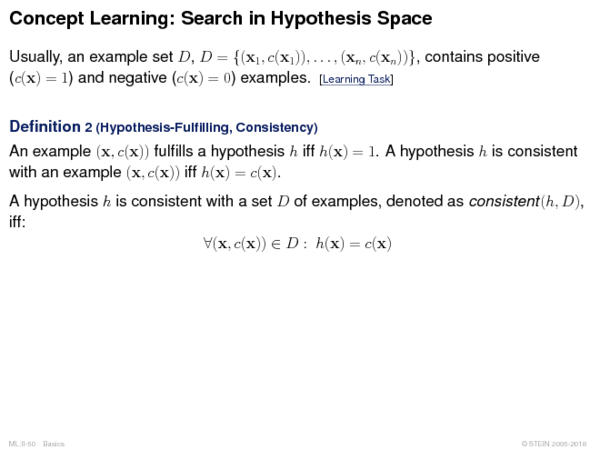 Concept Learning: Search in Hypothesis Space
Usually, an example set D, D = {(x₁, c(x₁)), . . . , (xₙ, c(xₙ))}, contains positive
(c(x) = 1) and negative (c(x) = 0) examples. [Learning Task]
Definition 2 (Hypothesis-Fulfilling, Consistency)
An example (x, c(x)) fulfills a hypothesis h iff h(x) = 1. A hypothesis h is consistent
with an example (x, c(x)) iff h(x) = c(x).
A hypothesis h is consistent with a set D of examples, denoted as consistent(h, D),
iff:
∀(x, c(x)) ∈ D : h(x) = c(x)
ML:II-50 Basics © STEIN 2005-2018